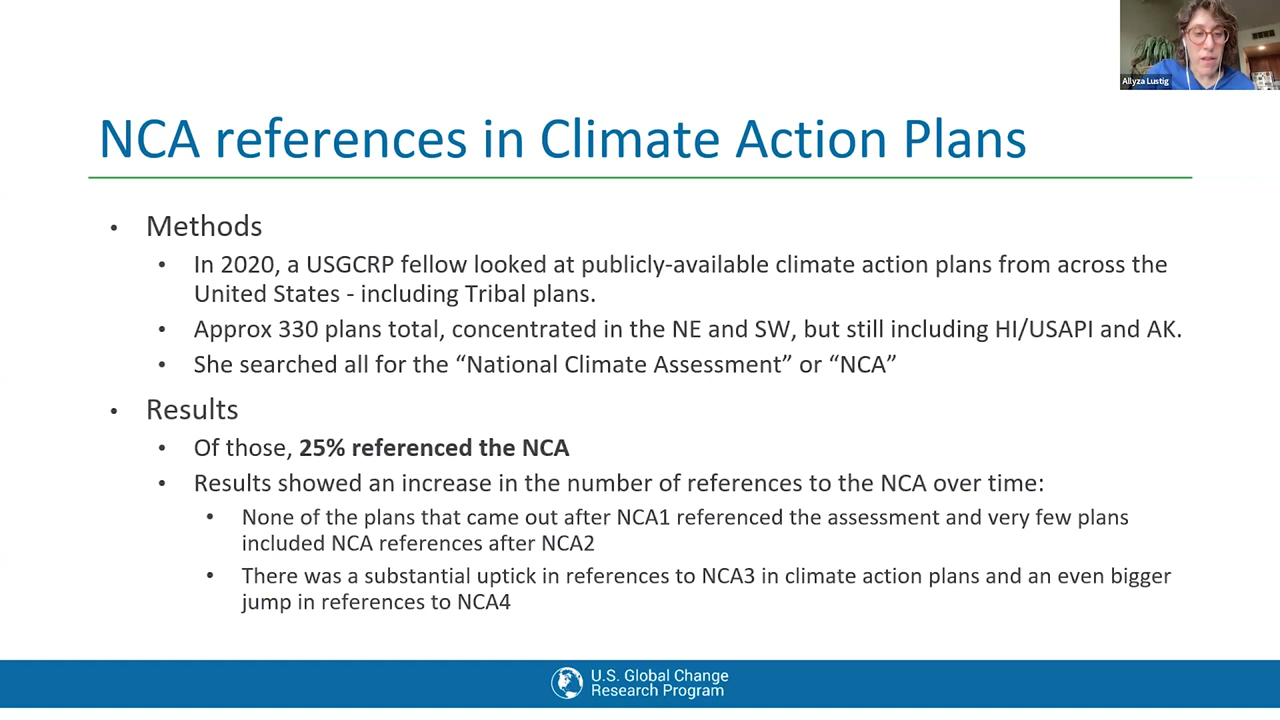 Allyza Lustig
NCA references in Climate Action Plans
• Methods
• In 2020, a USGCRP fellow looked at publicly-available climate action plans from across the
United States - including Tribal plans.
• Approx 330 plans total, concentrated in the NE and SW, but still including HI/USAPI and AK.
• She searched all for the “National Climate Assessment” or “NCA”
• Results
• Of those, 25% referenced the NCA
• Results showed an increase in the number of references to the NCA over time:
• None of the plans that came out after NCA1 referenced the assessment and very few plans
included NCA references after NCA2
• There was a substantial uptick in references to NCA3 in climate action plans and an even bigger
jump in references to NCA4
U.S. Global Change
Research Program